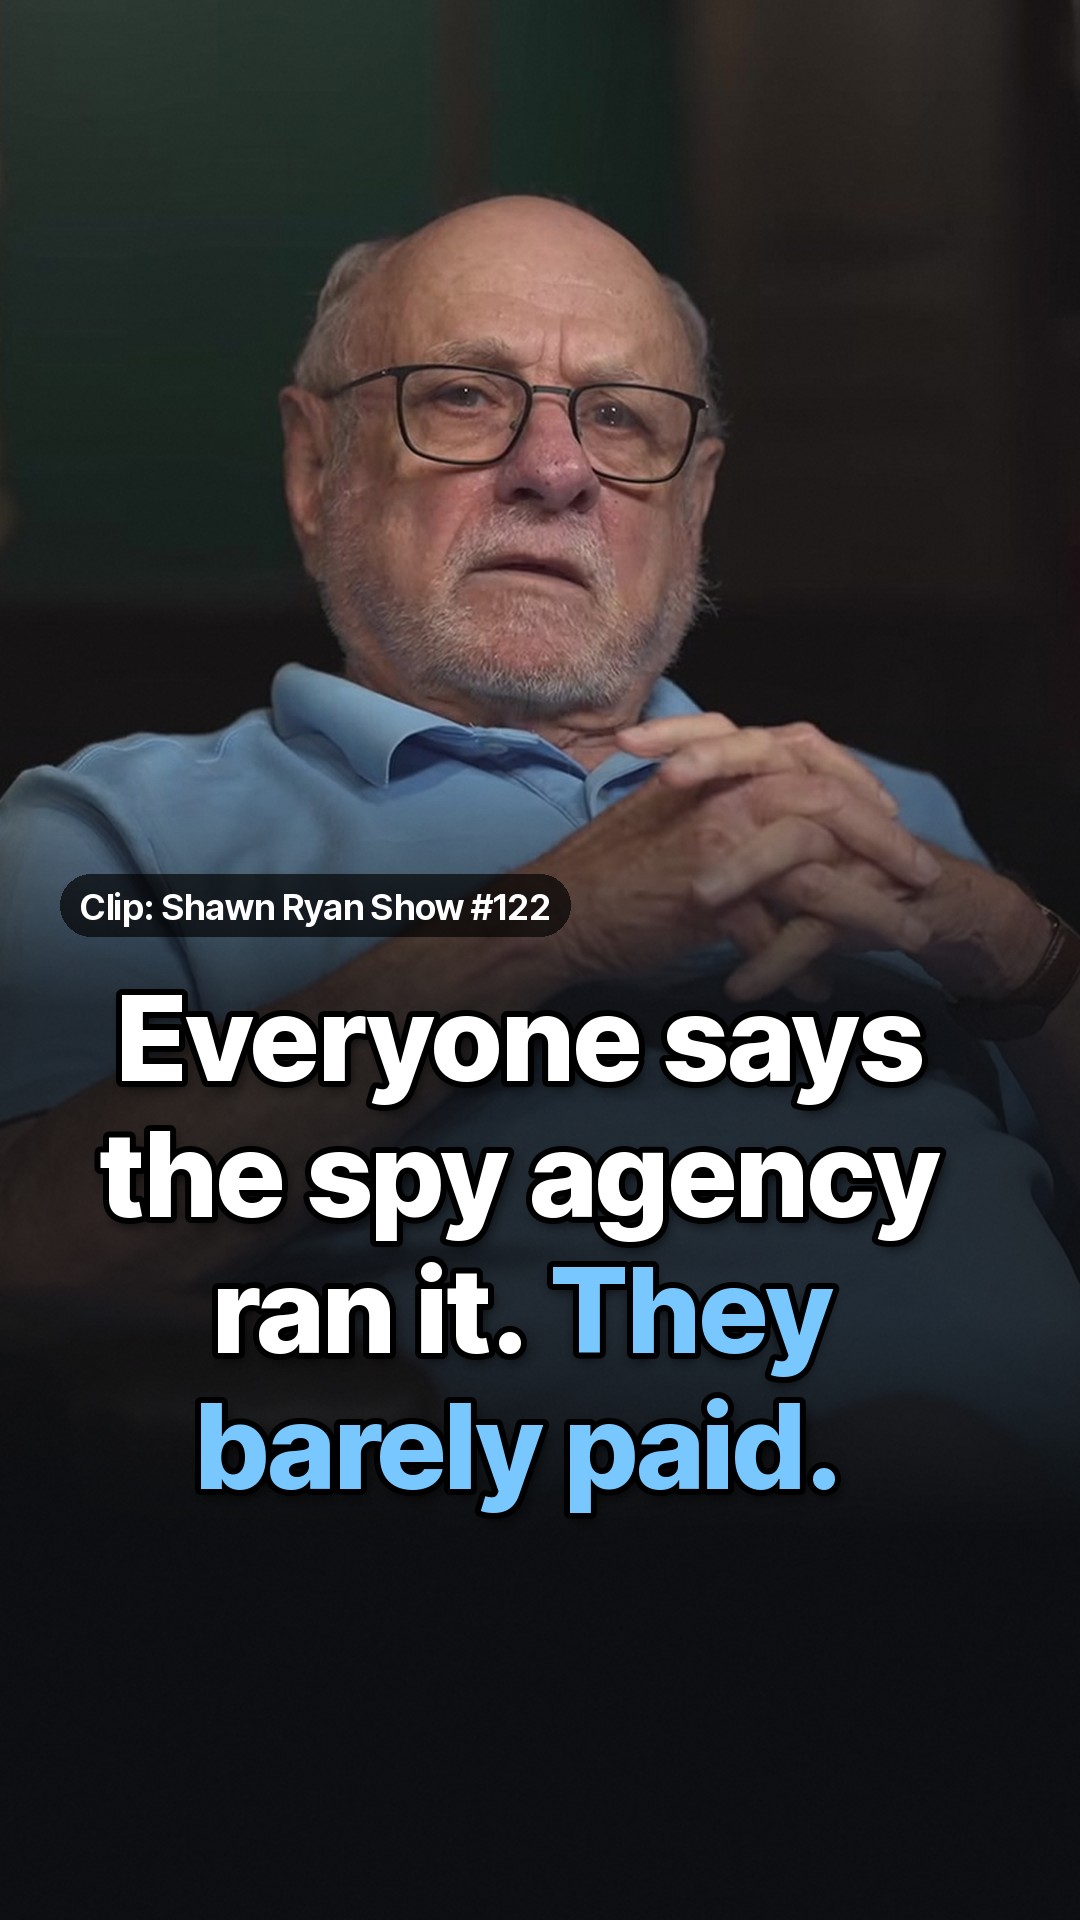 Clip: Shawn Ryan Show #122
Everyone says
the spy agency
ran it. They
barely paid.